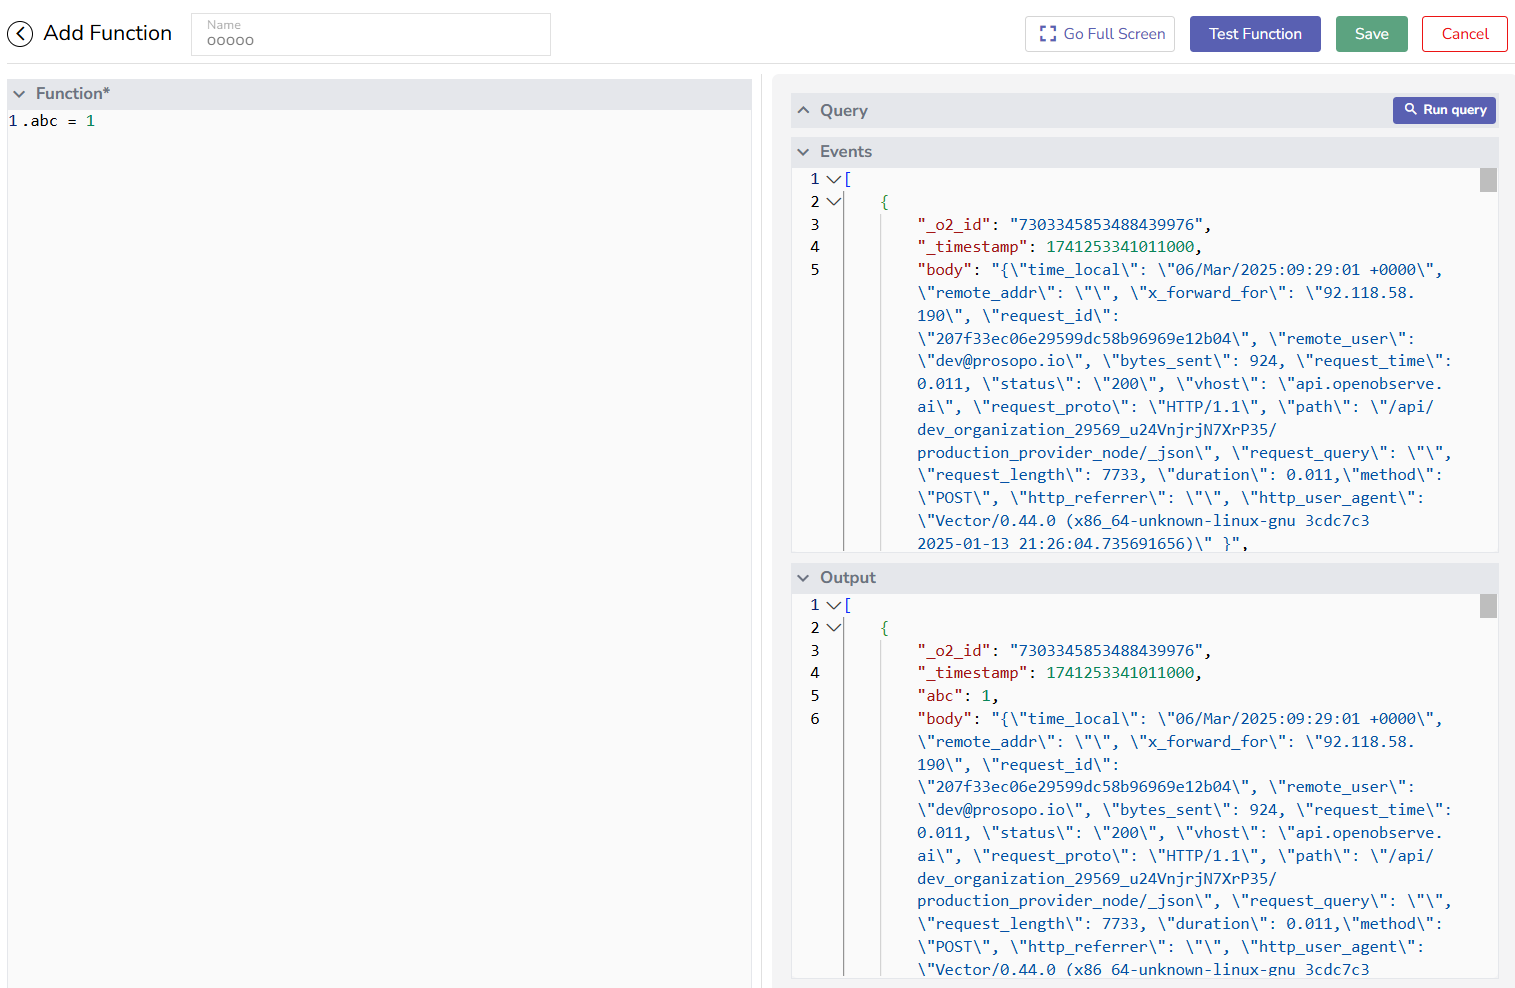 Add Function
Name
ooooo
Go Full Screen
Test Function
Save
Cancel
Function*
1 .abc = 1
Query
Run query
Events
1 [
2 {
3 "_o2_id": "7303345853488439976",
4 "_timestamp": 1741253341011000,
5 "body": "{\"time_local\": \"06/Mar/2025:09:29:01 +0000\",
\"remote_addr\": \"\", \"x_forward_for\": \"92.118.58.
190\", \"request_id\":
\"207f33ec06e29599dc58b96969e12b04\", \"remote_user\":
\"dev@prosopo.io\", \"bytes_sent\": 924, \"request_time\":
0.011, \"status\": \"200\", \"vhost\": \"api.openobserve.
ai\", \"request_proto\": \"HTTP/1.1\", \"path\": \"/api/
dev_organization_29569_u24VnjrjN7XrP35/
production_provider_node/_json\", \"request_query\": \"\",
\"request_length\": 7733, \"duration\": 0.011,\"method\":
\"POST\", \"http_referrer\": \"\", \"http_user_agent\":
\"Vector/0.44.0 (x86_64-unknown-linux-gnu 3cdc7c3
2025-01-13 21:26:04.735691656)\" }",
Output
1 [
2 {
3 "_o2_id": "7303345853488439976",
4 "_timestamp": 1741253341011000,
5 "abc": 1,
6 "body": "{\"time_local\": \"06/Mar/2025:09:29:01 +0000\",
\"remote_addr\": \"\", \"x_forward_for\": \"92.118.58.
190\", \"request_id\":
\"207f33ec06e29599dc58b96969e12b04\", \"remote_user\":
\"dev@prosopo.io\", \"bytes_sent\": 924, \"request_time\":
0.011, \"status\": \"200\", \"vhost\": \"api.openobserve.
ai\", \"request_proto\": \"HTTP/1.1\", \"path\": \"/api/
dev_organization_29569_u24VnjrjN7XrP35/
production_provider_node/_json\", \"request_query\": \"\",
\"request_length\": 7733, \"duration\": 0.011,\"method\":
\"POST\", \"http_referrer\": \"\", \"http_user_agent\":
\"Vector/0.44.0 (x86_64-unknown-linux-gnu 3cdc7c3